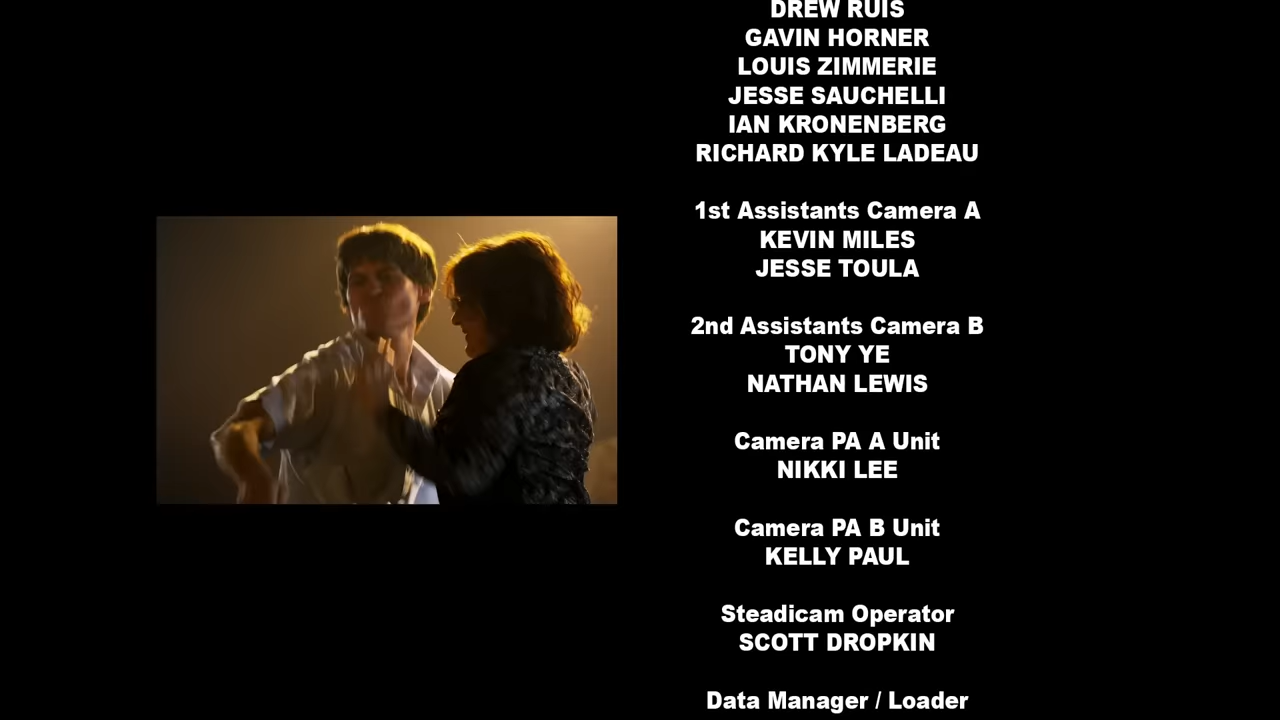 DREW RUIS
GAVIN HORNER
LOUIS ZIMMERIE
JESSE SAUCHELLI
IAN KRONENBERG
RICHARD KYLE LADEAU
1st Assistants Camera A
KEVIN MILES
JESSE TOULA
2nd Assistants Camera B
TONY YE
NATHAN LEWIS
Camera PA A Unit
NIKKI LEE
Camera PA B Unit
KELLY PAUL
Steadicam Operator
SCOTT DROPKIN
Data Manager / Loader